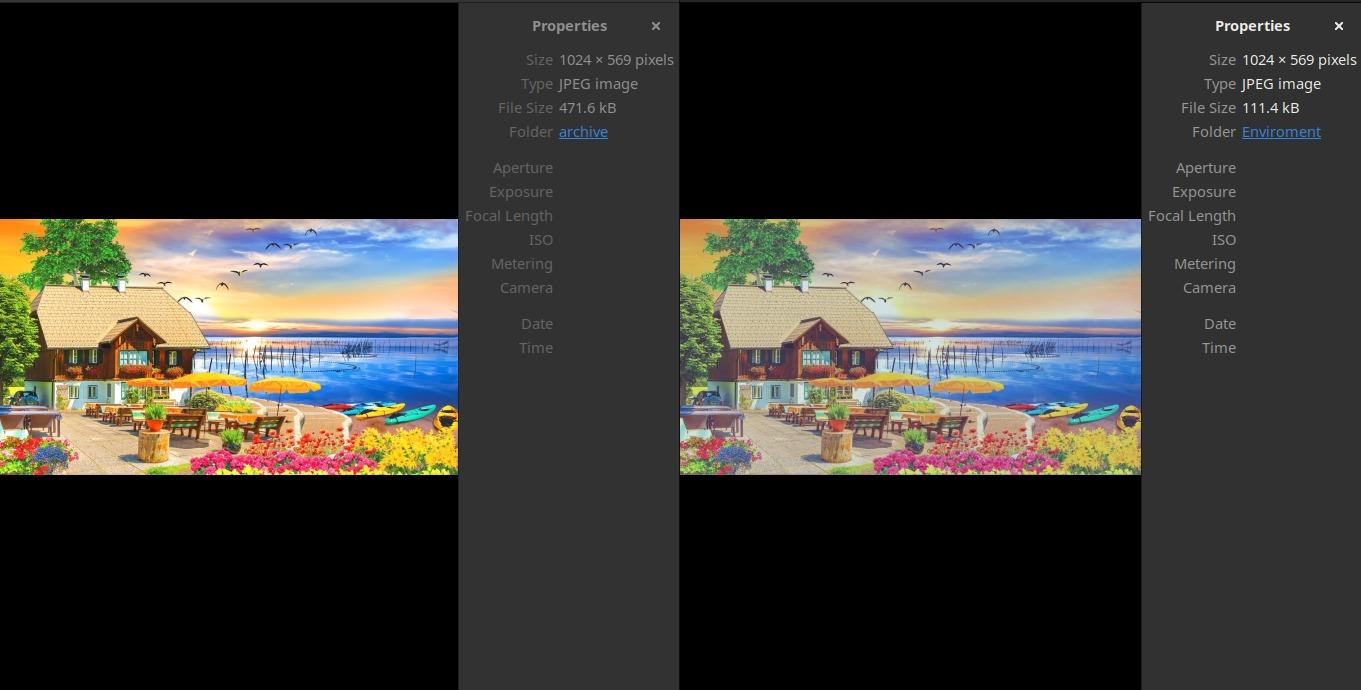 Properties ×
Size 1024 × 569 pixels
Type JPEG image
File Size 471.6 kB
Folder archive
Aperture
Exposure
Focal Length
ISO
Metering
Camera
Date
Time
Properties ×
Size 1024 × 569 pixels
Type JPEG image
File Size 111.4 kB
Folder Enviroment
Aperture
Exposure
Focal Length
ISO
Metering
Camera
Date
Time